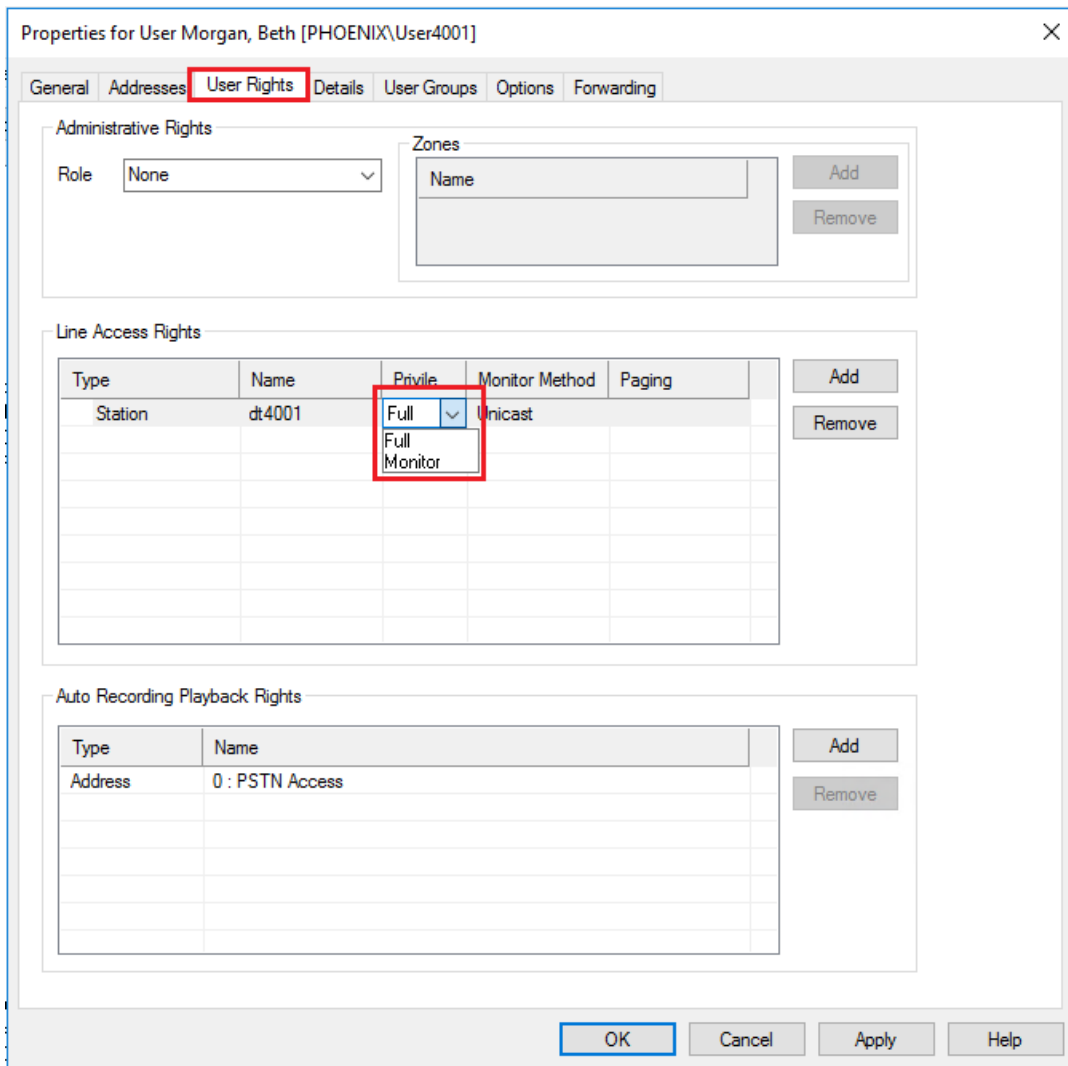 Properties for User Morgan, Beth [PHOENIX\User4001]
General Addresses User Rights Details User Groups Options Forwarding
Administrative Rights
Role None
Zones
Name
Add
Remove
Line Access Rights
Type Name Privile Monitor Method Paging
Station dt4001 Full Unicast
Full
Monitor
Add
Remove
Auto Recording Playback Rights
Type Name
Address 0 : PSTN Access
Add
Remove
OK Cancel Apply Help